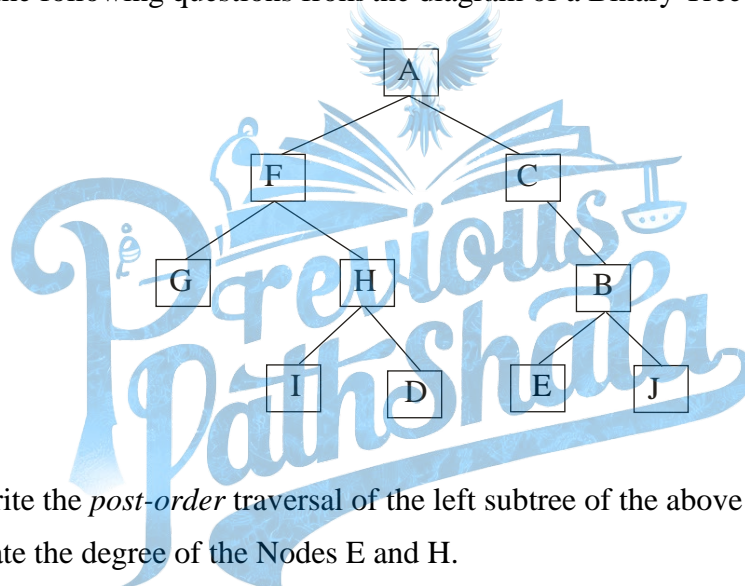 he following questions from the diagram of a Binary Tree
A
F C
G H B
I D E J
rite the post-order traversal of the left subtree of the above
ate the degree of the Nodes E and H.
Previous
Pathshala